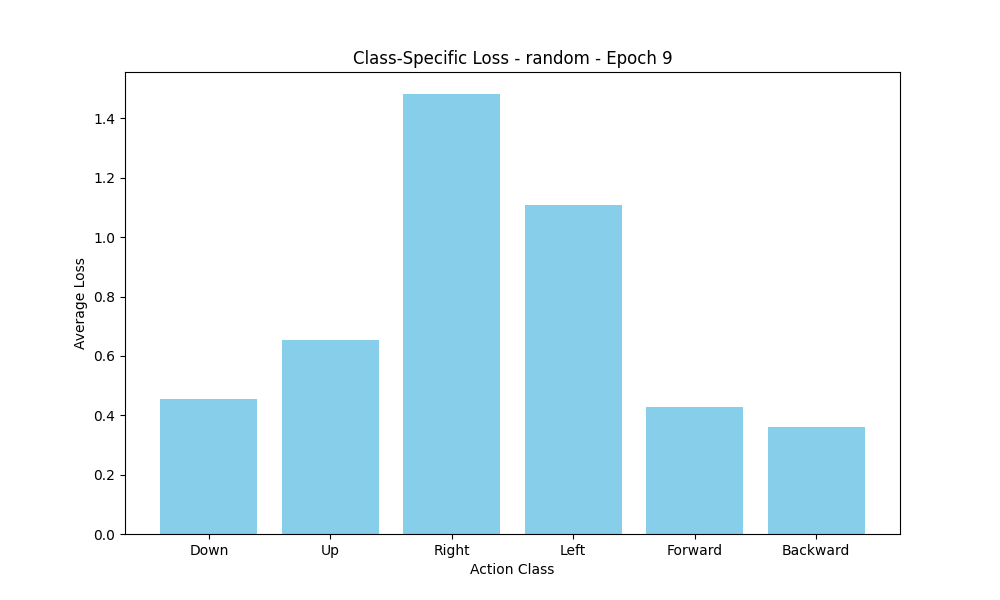 Class-Specific Loss - random - Epoch 9
Average Loss
1.4
1.2
1.0
0.8
0.6
0.4
0.2
0.0
Down Up Right Left Forward Backward
Action Class